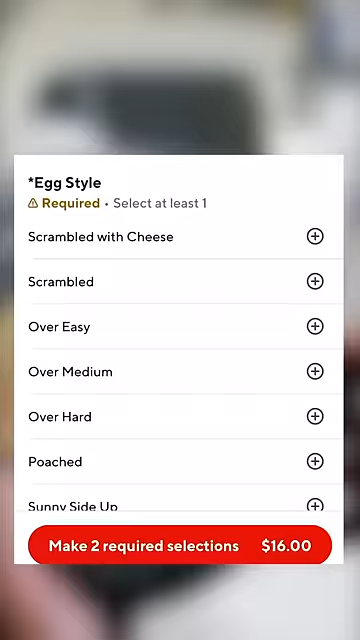 *Egg Style
Required • Select at least 1
Scrambled with Cheese
Scrambled
Over Easy
Over Medium
Over Hard
Poached
Sunny Side Up
Make 2 required selections $16.00